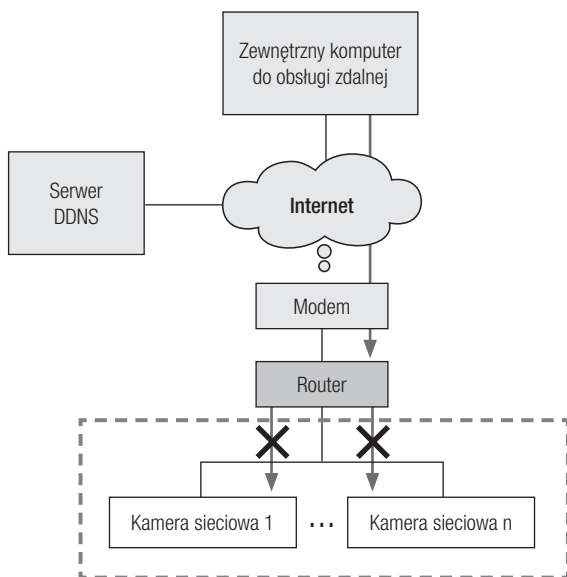 Zewnętrzny komputer
do obsługi zdalnej
Serwer
DDNS
Internet
Modem
Router
Kamera sieciowa 1
...
Kamera sieciowa n